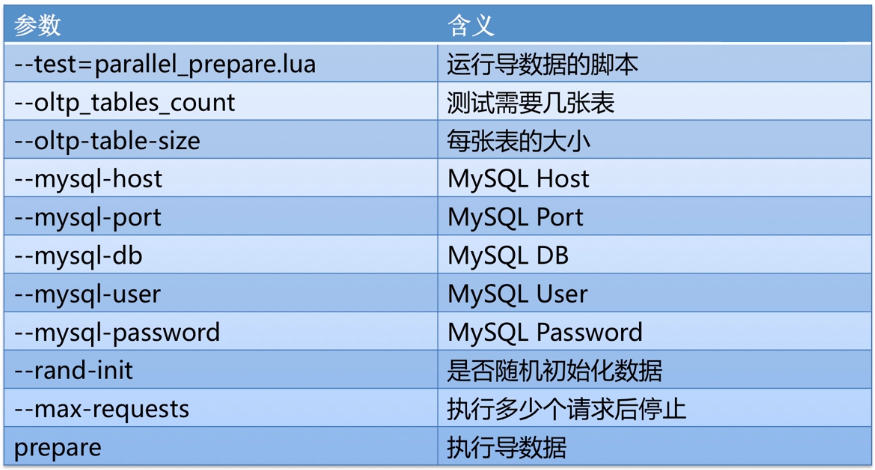 参数 含义
--test=parallel_prepare.lua 运行导数据的脚本
--oltp_tables_count 测试需要几张表
--oltp-table-size 每张表的大小
--mysql-host MySQL Host
--mysql-port MySQL Port
--mysql-db MySQL DB
--mysql-user MySQL User
--mysql-password MySQL Password
--rand-init 是否随机初始化数据
--max-requests 执行多少个请求后停止
prepare 执行导数据